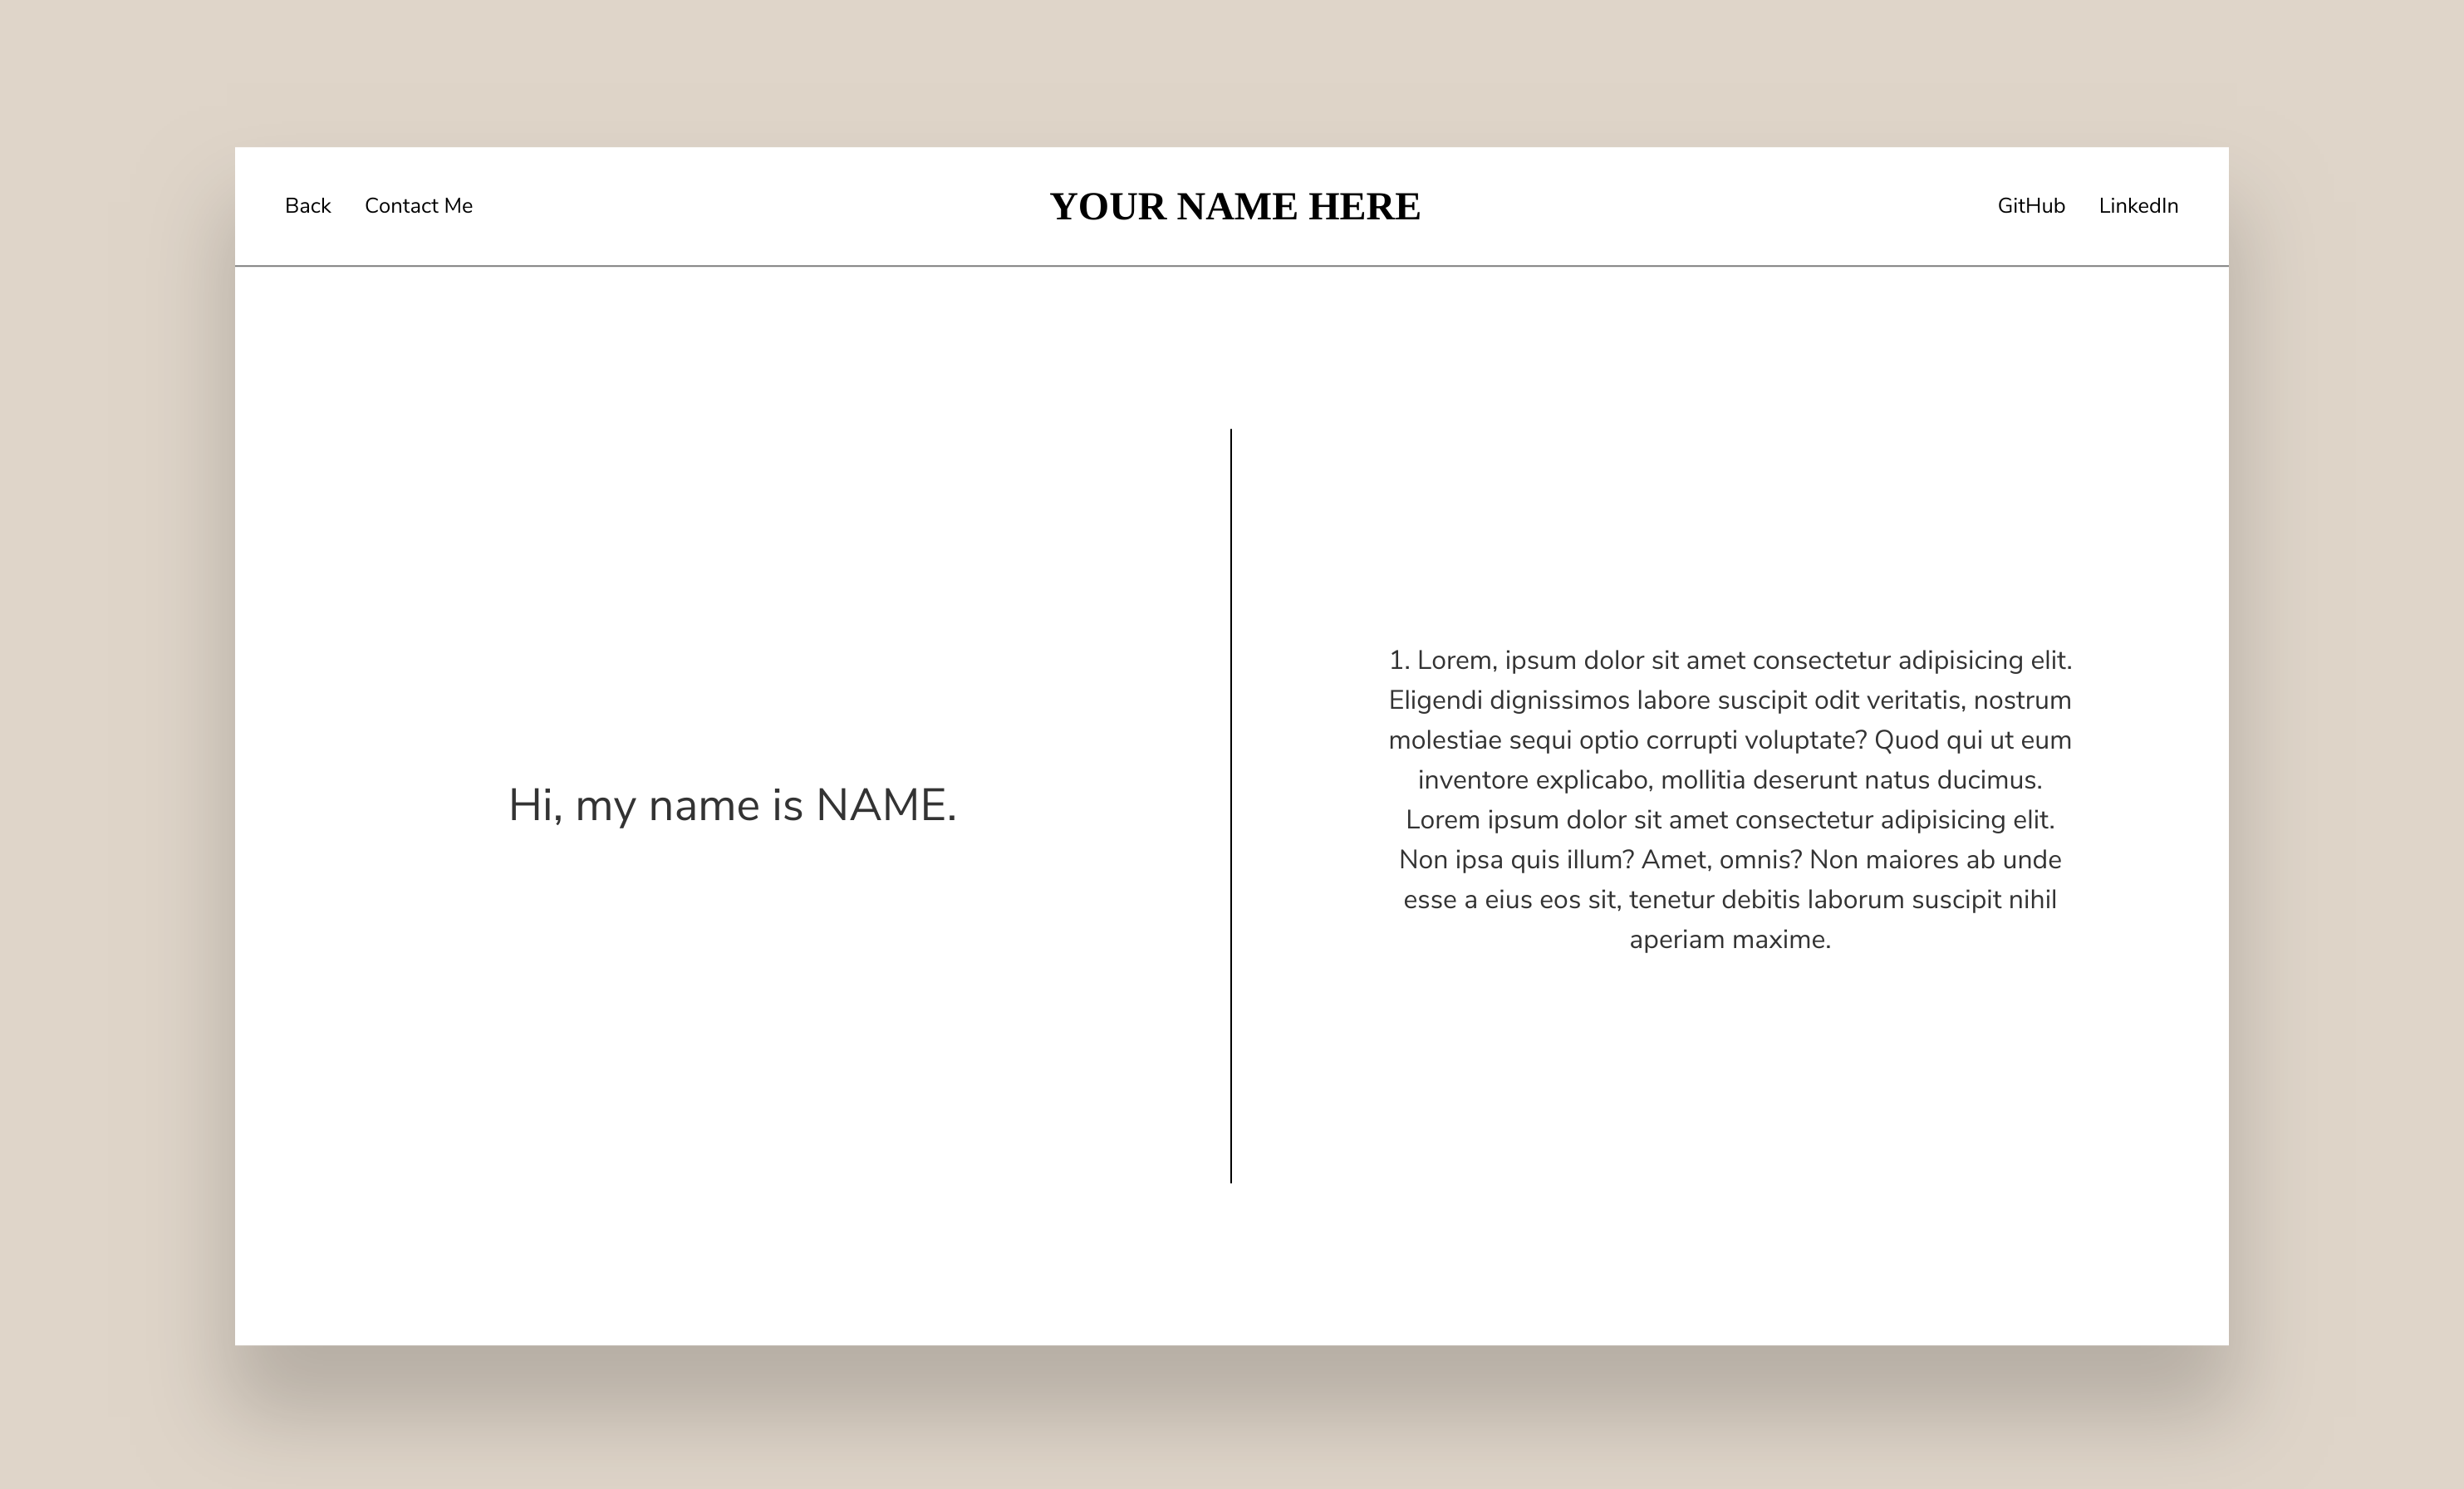 Back Contact Me YOUR NAME HERE GitHub LinkedIn
Hi, my name is NAME.
1. Lorem, ipsum dolor sit amet consectetur adipisicing elit.
Eligendi dignissimos labore suscipit odit veritatis, nostrum
molestiae sequi optio corrupti voluptate? Quod qui ut eum
inventore explicabo, mollitia deserunt natus ducimus.
Lorem ipsum dolor sit amet consectetur adipisicing elit.
Non ipsa quis illum? Amet, omnis? Non maiores ab unde
esse a eius eos sit, tenetur debitis laborum suscipit nihil
aperiam maxime.